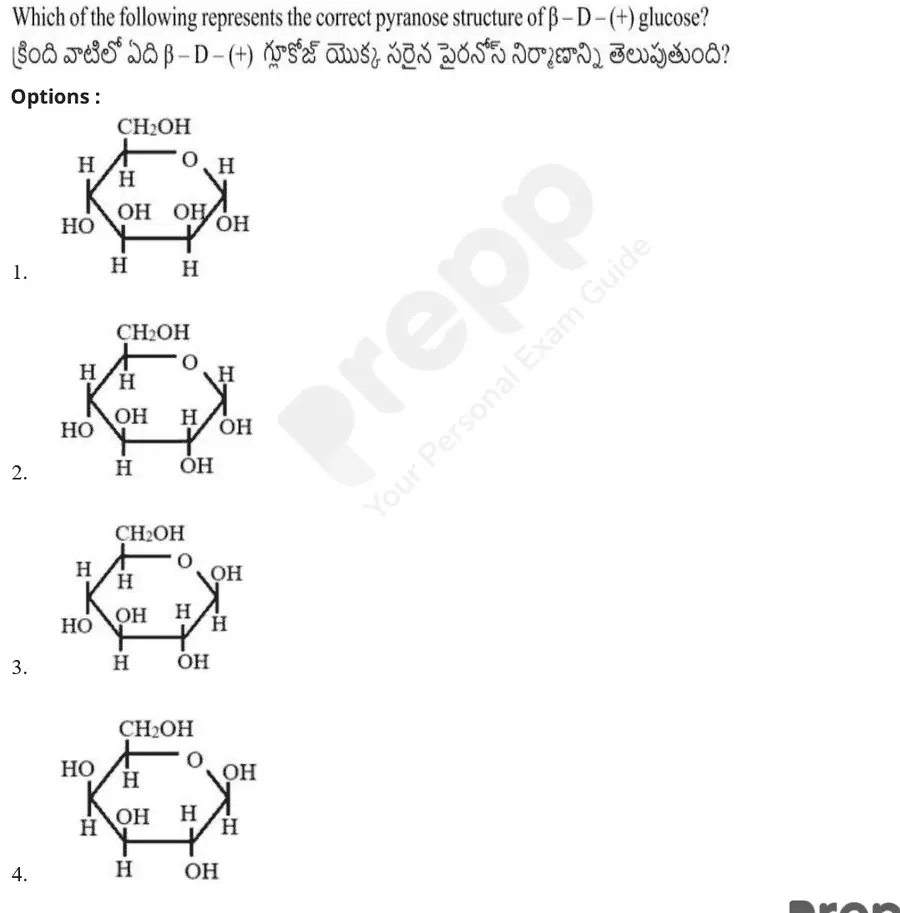 Which of the following represents the correct pyranose structure of β – D – (+) glucose?
క్రింది వాటిలో ఏది β – D – (+) గ్లూకోజ్ యొక్క సరైన పైరనోస్ నిర్మాణాన్ని తెలుపుతుంది?
Options :
CH₂OH
H O H
H
OH OH
HO OH
H H
1.
CH₂OH
H O H
H
OH H
HO OH
H OH
2.
CH₂OH
H O OH
H
OH H
HO H
H OH
3.
CH₂OH
HO O OH
H
OH H
H H
H OH
4.
prepp
Your Personal Exam Guide